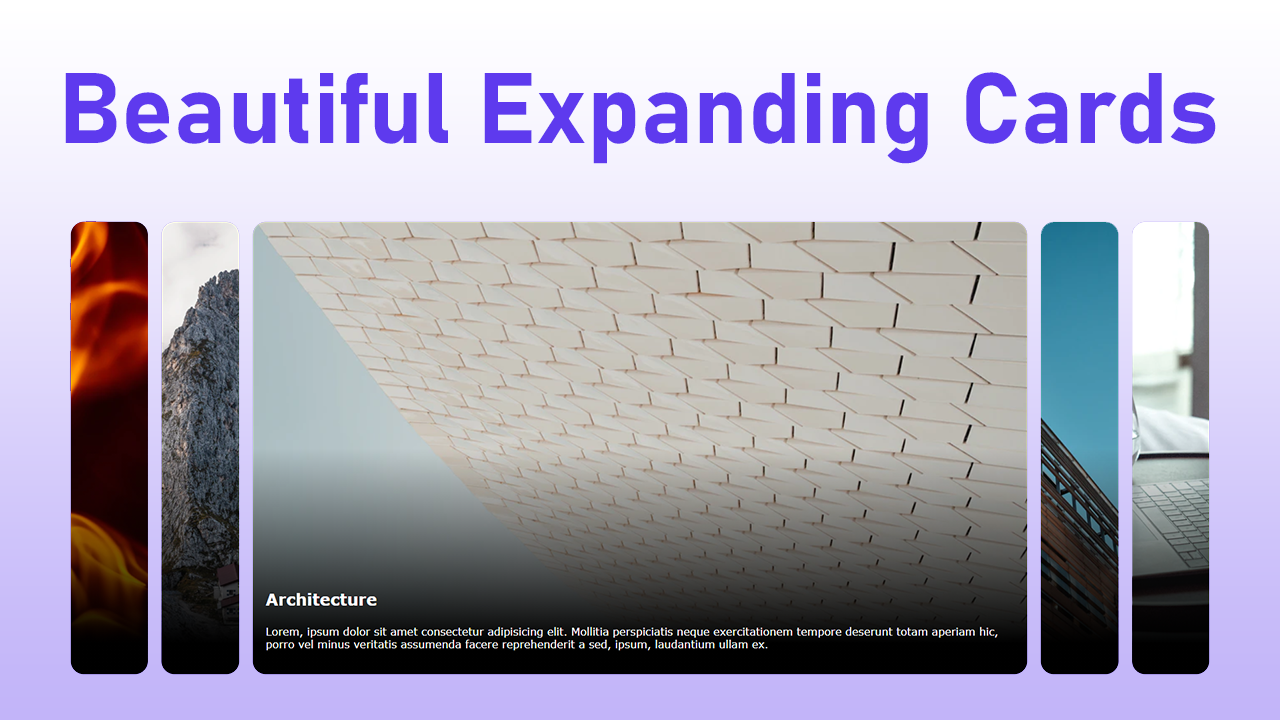 Beautiful Expanding Cards
Architecture
Lorem, ipsum dolor sit amet consectetur adipisicing elit. Mollitia perspiciatis neque exercitationem tempore deserunt totam aperiam hic,
porro vel minus veritatis assumenda facere reprehenderit a sed, ipsum, laudantium ullam ex.